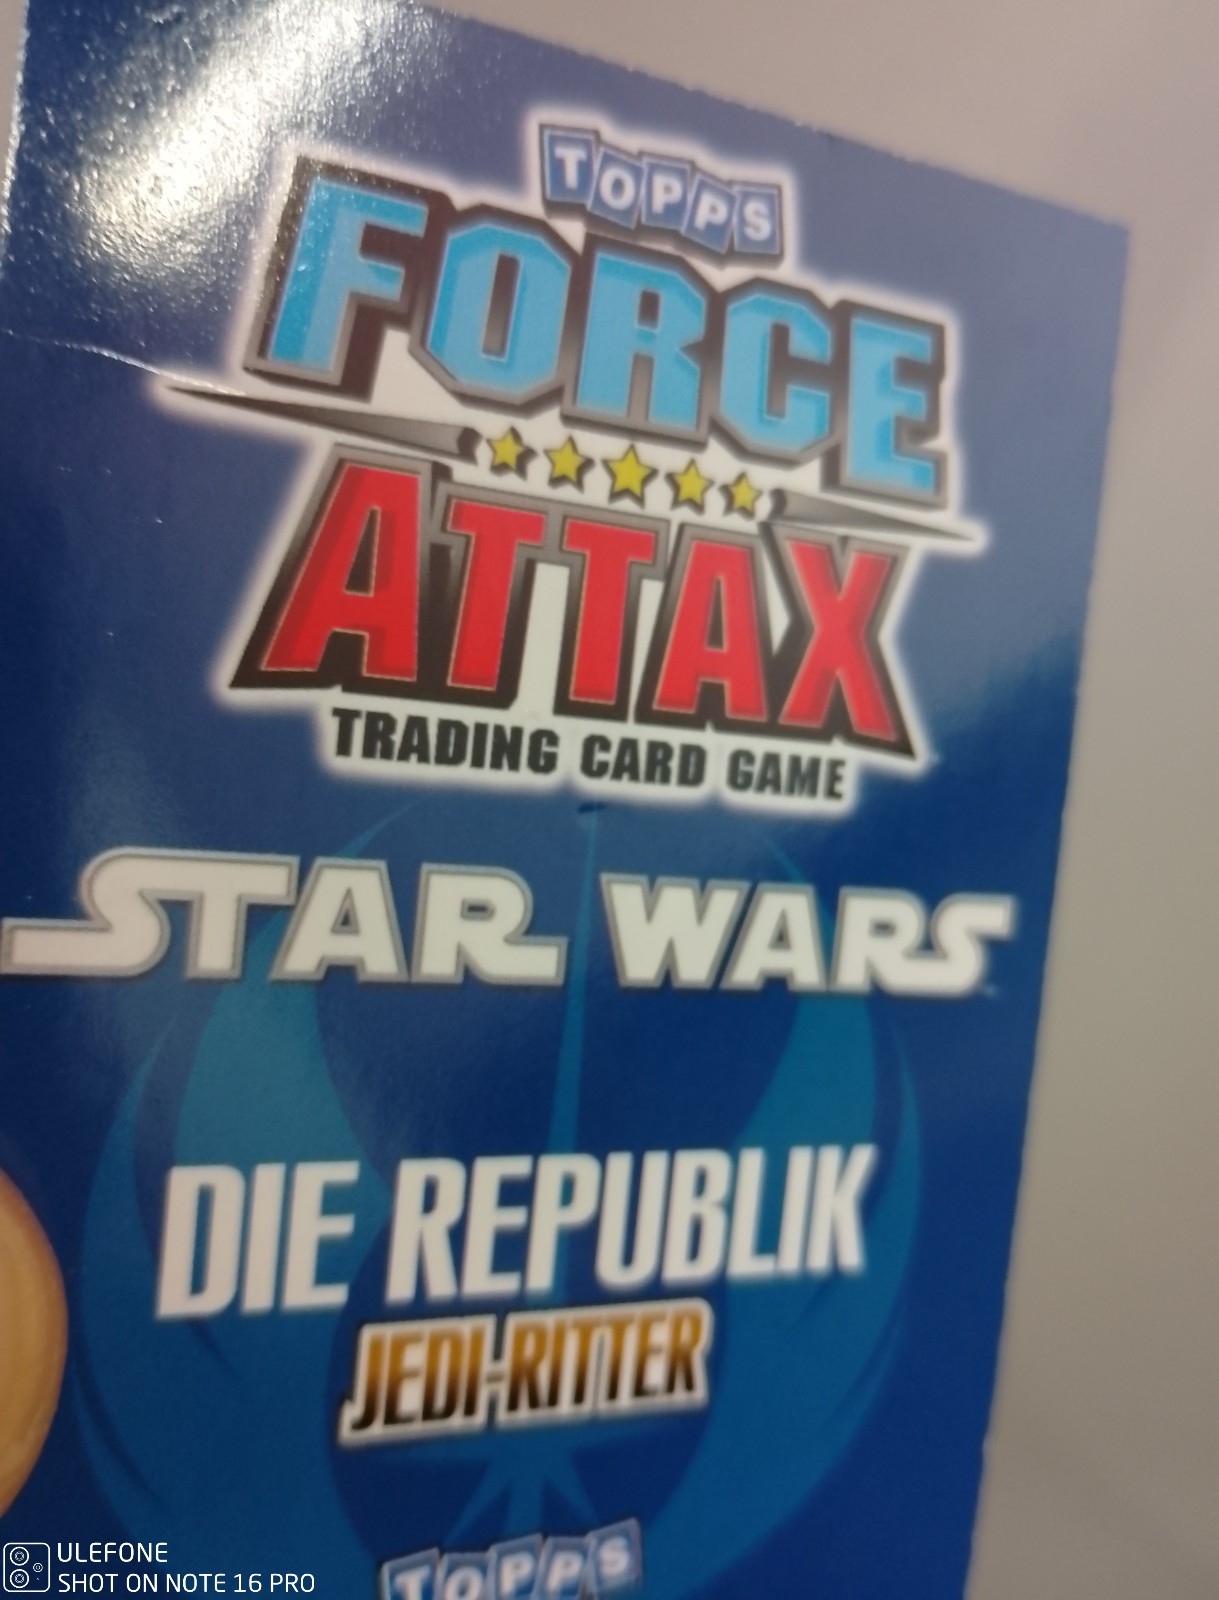 TOPPS
FORCE
ATTAX
TRADING CARD GAME
STAR WARS
DIE REPUBLIK
JEDI-RITTER
TOPPS
ULEFONE
SHOT ON NOTE 16 PRO